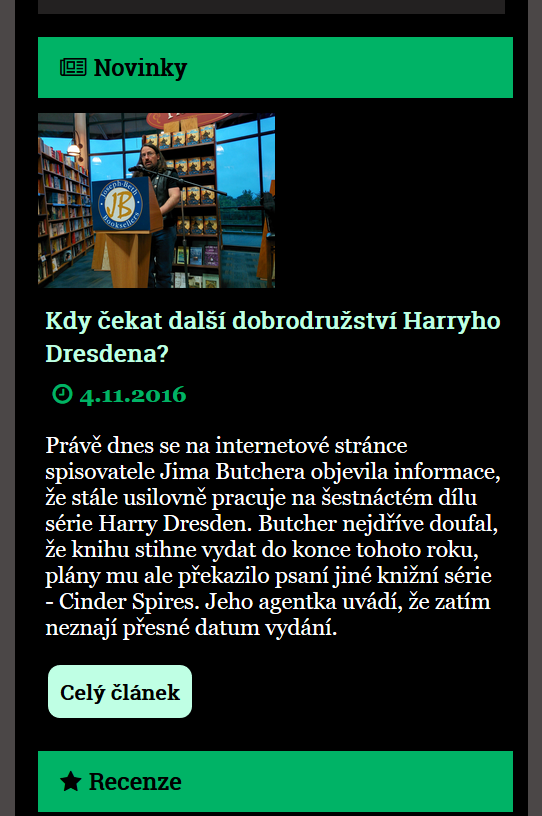 Novinky
Joseph-Beth
JB
Booksellers
Kdy čekat další dobrodružství Harryho
Dresdena?
4.11.2016
Právě dnes se na internetové stránce
spisovatele Jima Butchera objevila informace,
že stále usilovně pracuje na šestnáctém dílu
série Harry Dresden. Butcher nejdříve doufal,
že knihu stihne vydat do konce tohoto roku,
plány mu ale překazilo psaní jiné knižní série
- Cinder Spires. Jeho agentka uvádí, že zatím
neznají přesné datum vydání.
Celý článek
Recenze